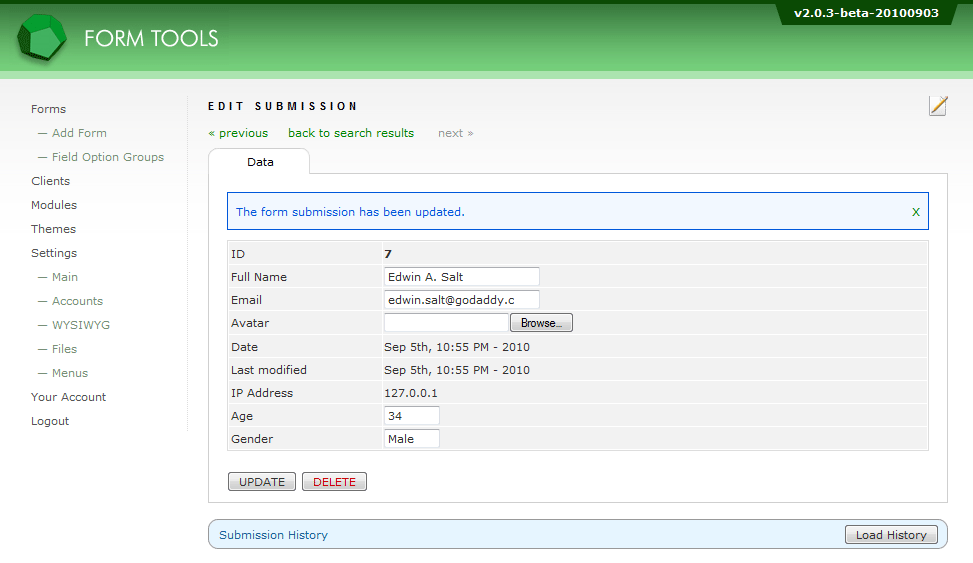 v2.0.3-beta-20100903
FORM TOOLS
Forms
— Add Form
— Field Option Groups
Clients
Modules
Themes
Settings
— Main
— Accounts
— WYSIWYG
— Files
— Menus
Your Account
Logout
EDIT SUBMISSION
« previous back to search results next »
Data
The form submission has been updated. X
ID 7
Full Name Edwin A. Salt
Email edwin.salt@godaddy.c
Avatar Browse...
Date Sep 5th, 10:55 PM - 2010
Last modified Sep 5th, 10:55 PM - 2010
IP Address 127.0.0.1
Age 34
Gender Male
UPDATE DELETE
Submission History Load History